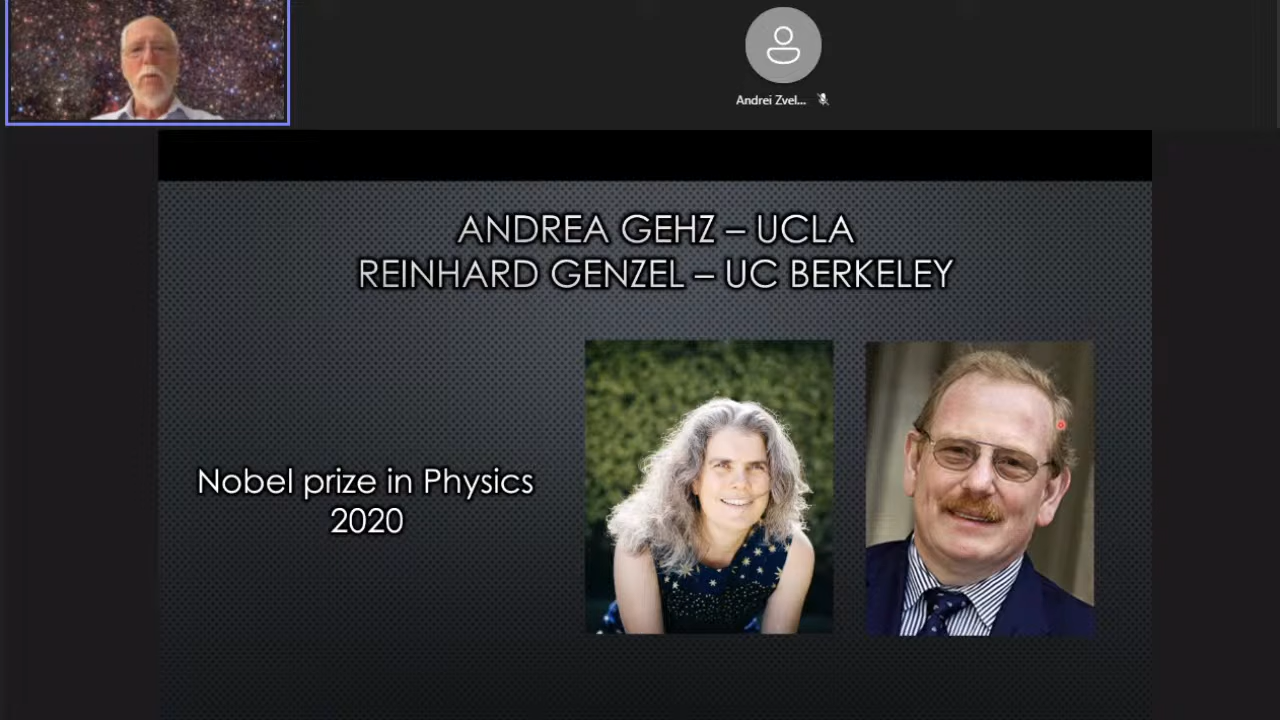 Andrei Zvel...
ANDREA GEHZ – UCLA
REINHARD GENZEL – UC BERKELEY
Nobel prize in Physics
2020